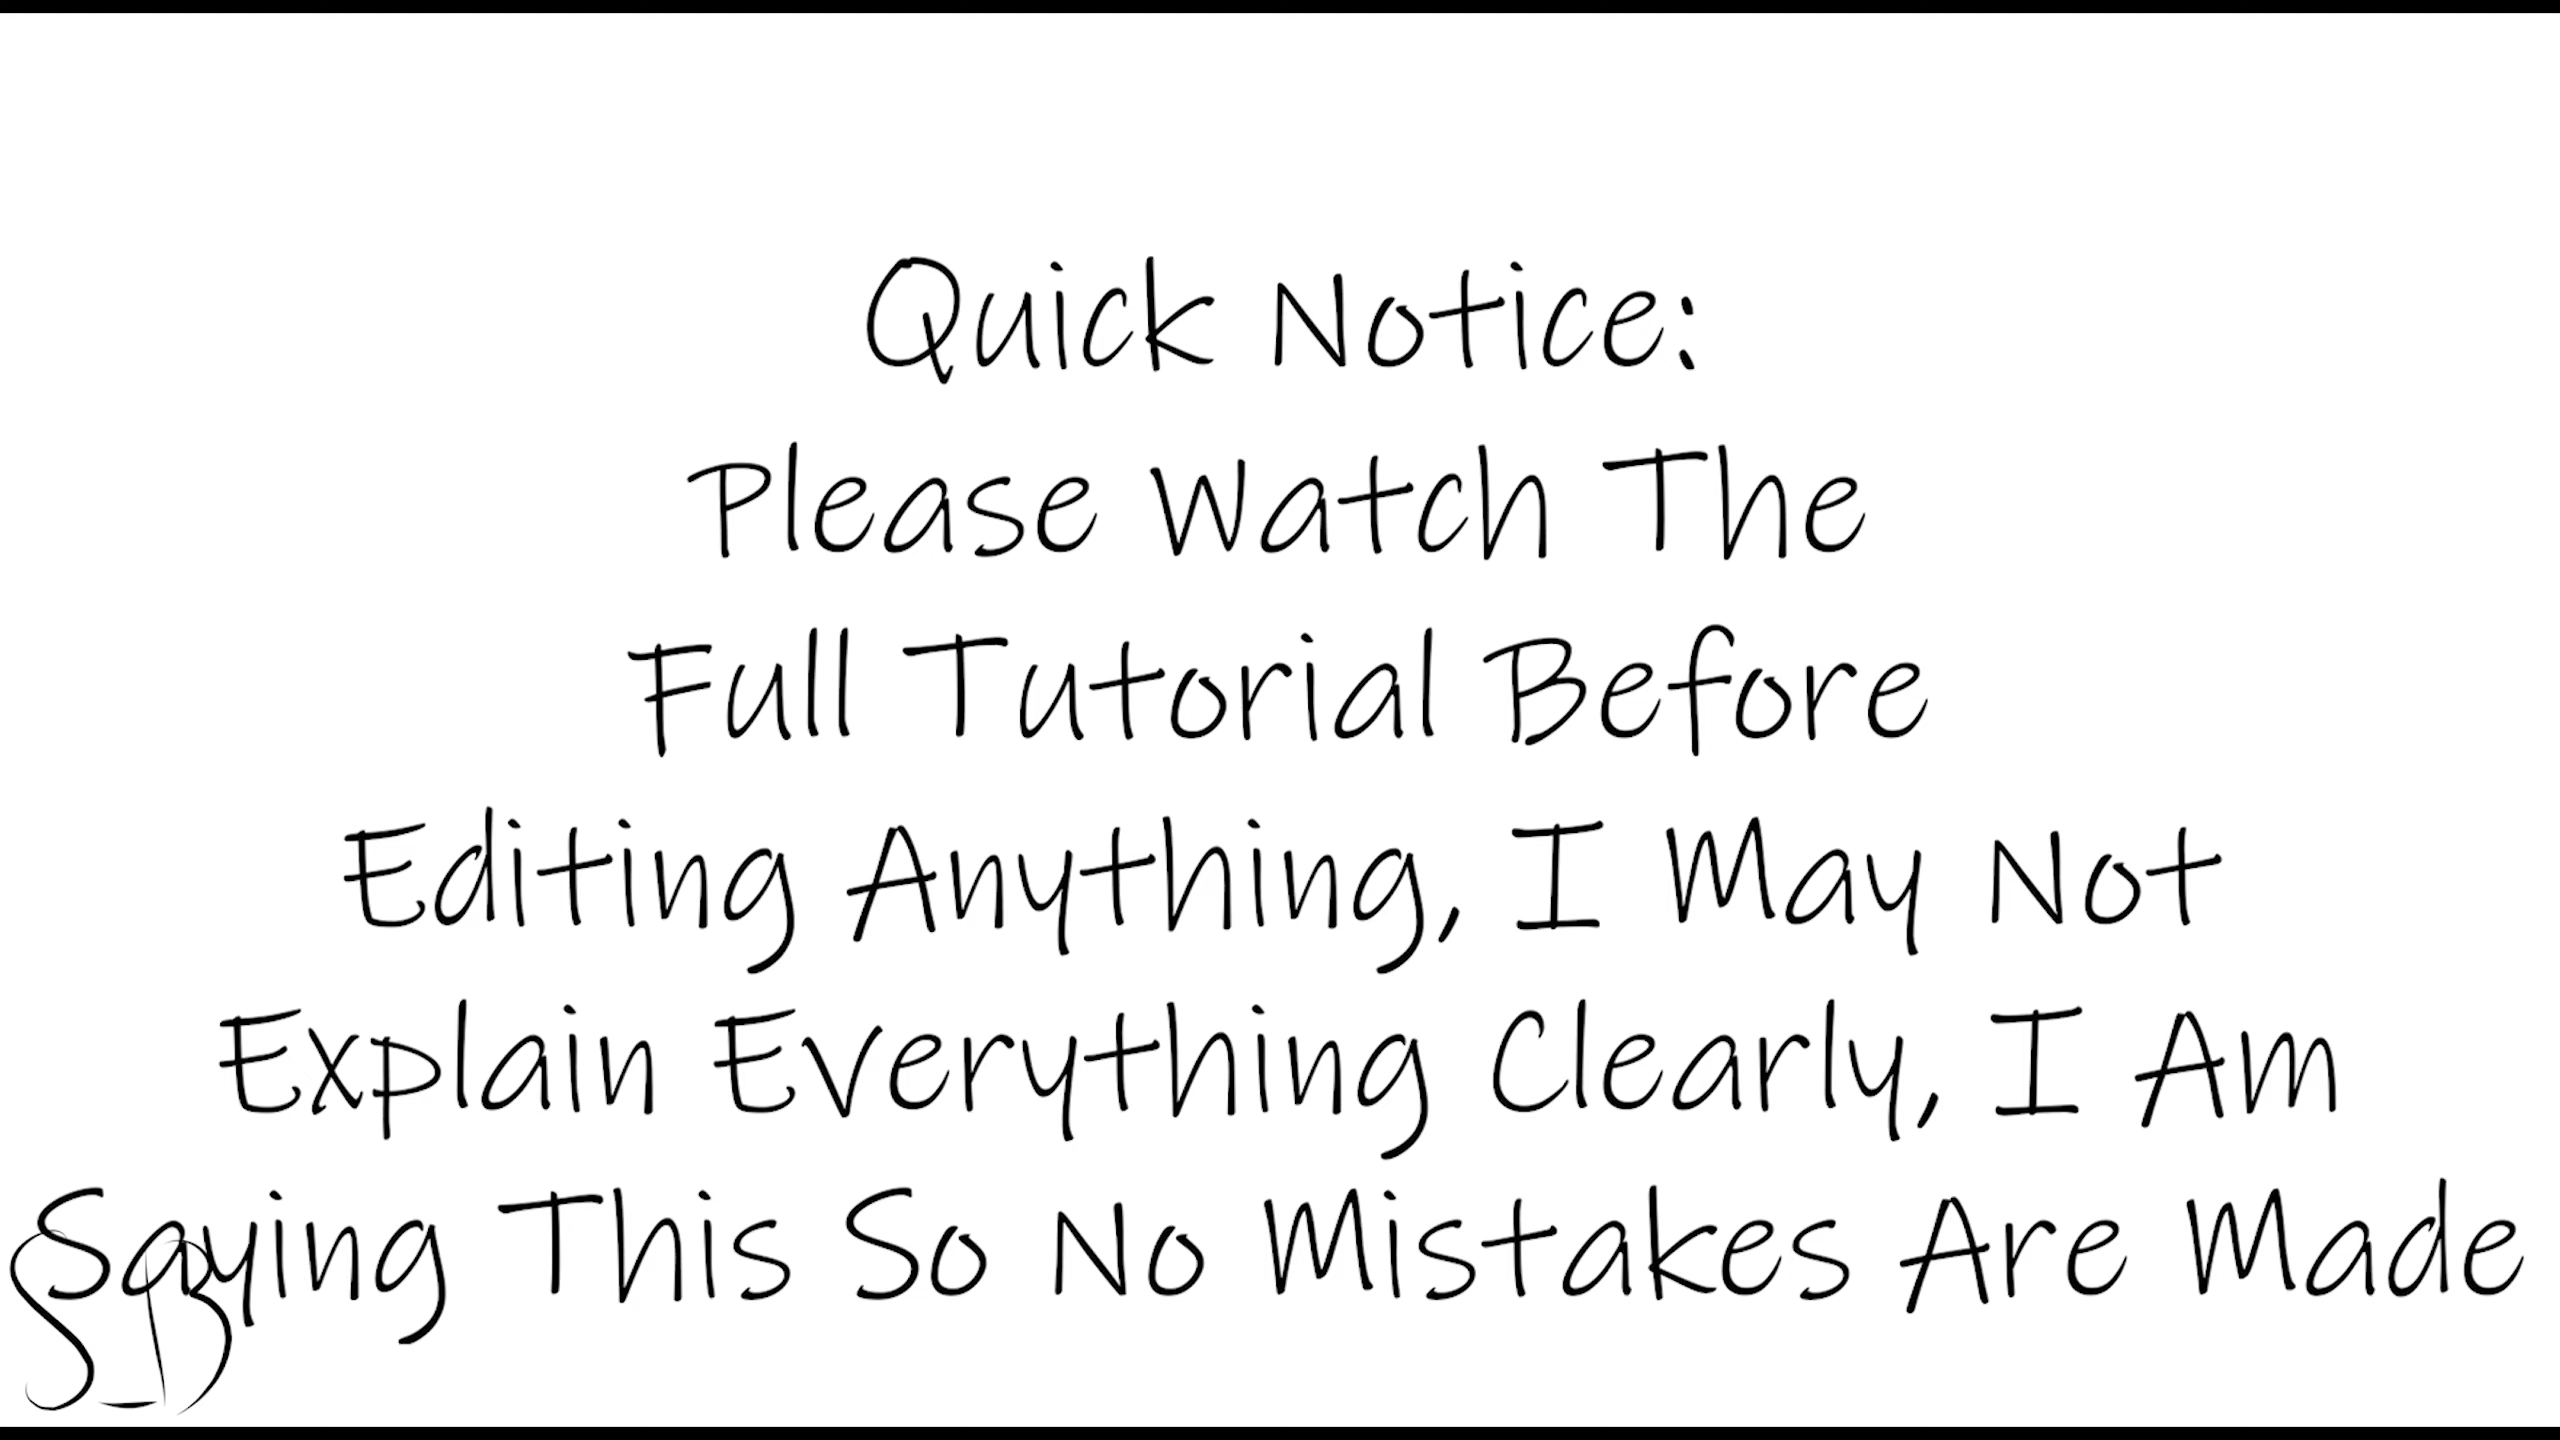 Quick Notice:
Please Watch The
Full Tutorial Before
Editing Anything, I May Not
Explain Everything Clearly, I Am
Saying This So No Mistakes Are Made
S_B